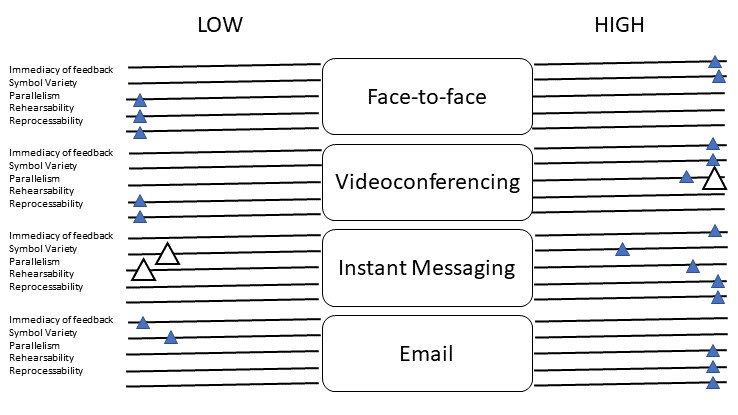 LOW HIGH
Immediacy of feedback
Symbol Variety
Parallelism
Rehearsability
Reprocessability
Face-to-face
Immediacy of feedback
Symbol Variety
Parallelism
Rehearsability
Reprocessability
Videoconferencing
Immediacy of feedback
Symbol Variety
Parallelism
Rehearsability
Reprocessability
Instant Messaging
Immediacy of feedback
Symbol Variety
Parallelism
Rehearsability
Reprocessability
Email